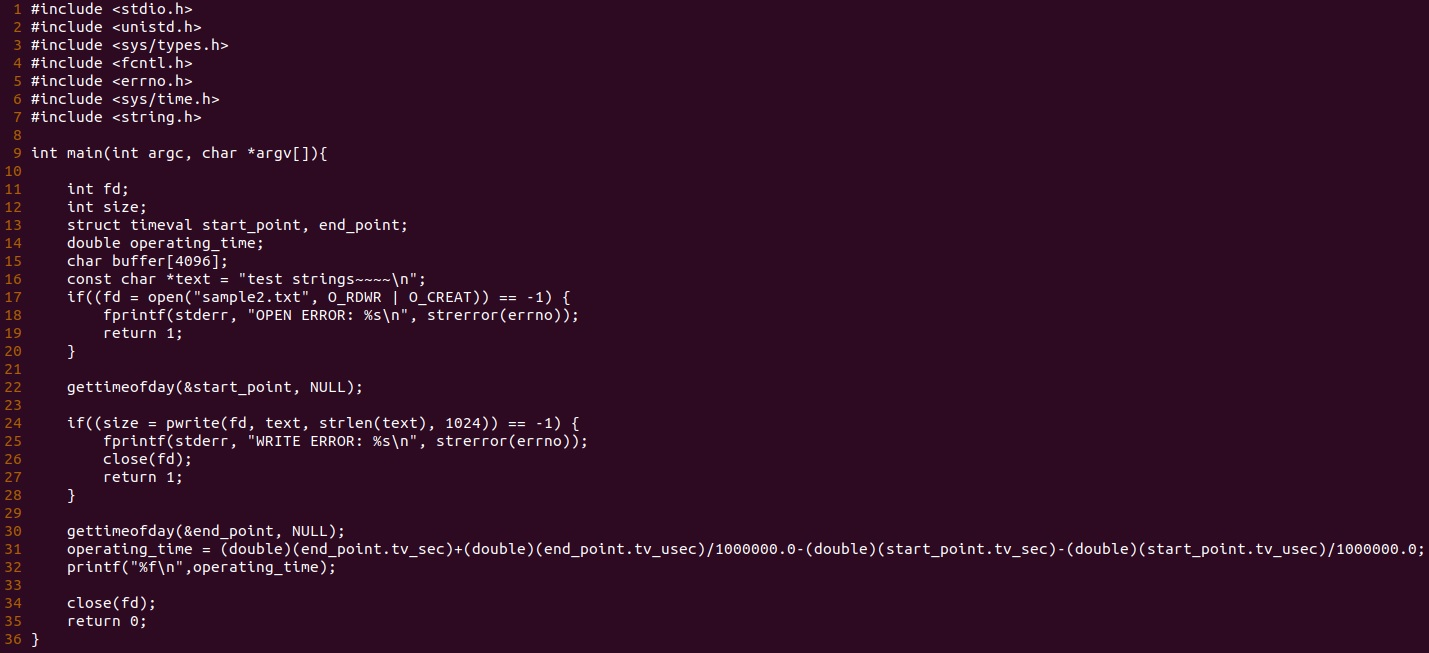 1 #include <stdio.h>
2 #include <unistd.h>
3 #include <sys/types.h>
4 #include <fcntl.h>
5 #include <errno.h>
6 #include <sys/time.h>
7 #include <string.h>
8
9 int main(int argc, char *argv[]){
10
11     int fd;
12     int size;
13     struct timeval start_point, end_point;
14     double operating_time;
15     char buffer[4096];
16     const char *text = "test strings~~~~\n";
17     if((fd = open("sample2.txt", O_RDWR | O_CREAT)) == -1) {
18         fprintf(stderr, "OPEN ERROR: %s\n", strerror(errno));
19         return 1;
20     }
21
22     gettimeofday(&start_point, NULL);
23
24     if((size = pwrite(fd, text, strlen(text), 1024)) == -1) {
25         fprintf(stderr, "WRITE ERROR: %s\n", strerror(errno));
26         close(fd);
27         return 1;
28     }
29
30     gettimeofday(&end_point, NULL);
31     operating_time = (double)(end_point.tv_sec)+(double)(end_point.tv_usec)/1000000.0-(double)(start_point.tv_sec)-(double)(start_point.tv_usec)/1000000.0;
32     printf("%f\n",operating_time);
33
34     close(fd);
35     return 0;
36 }